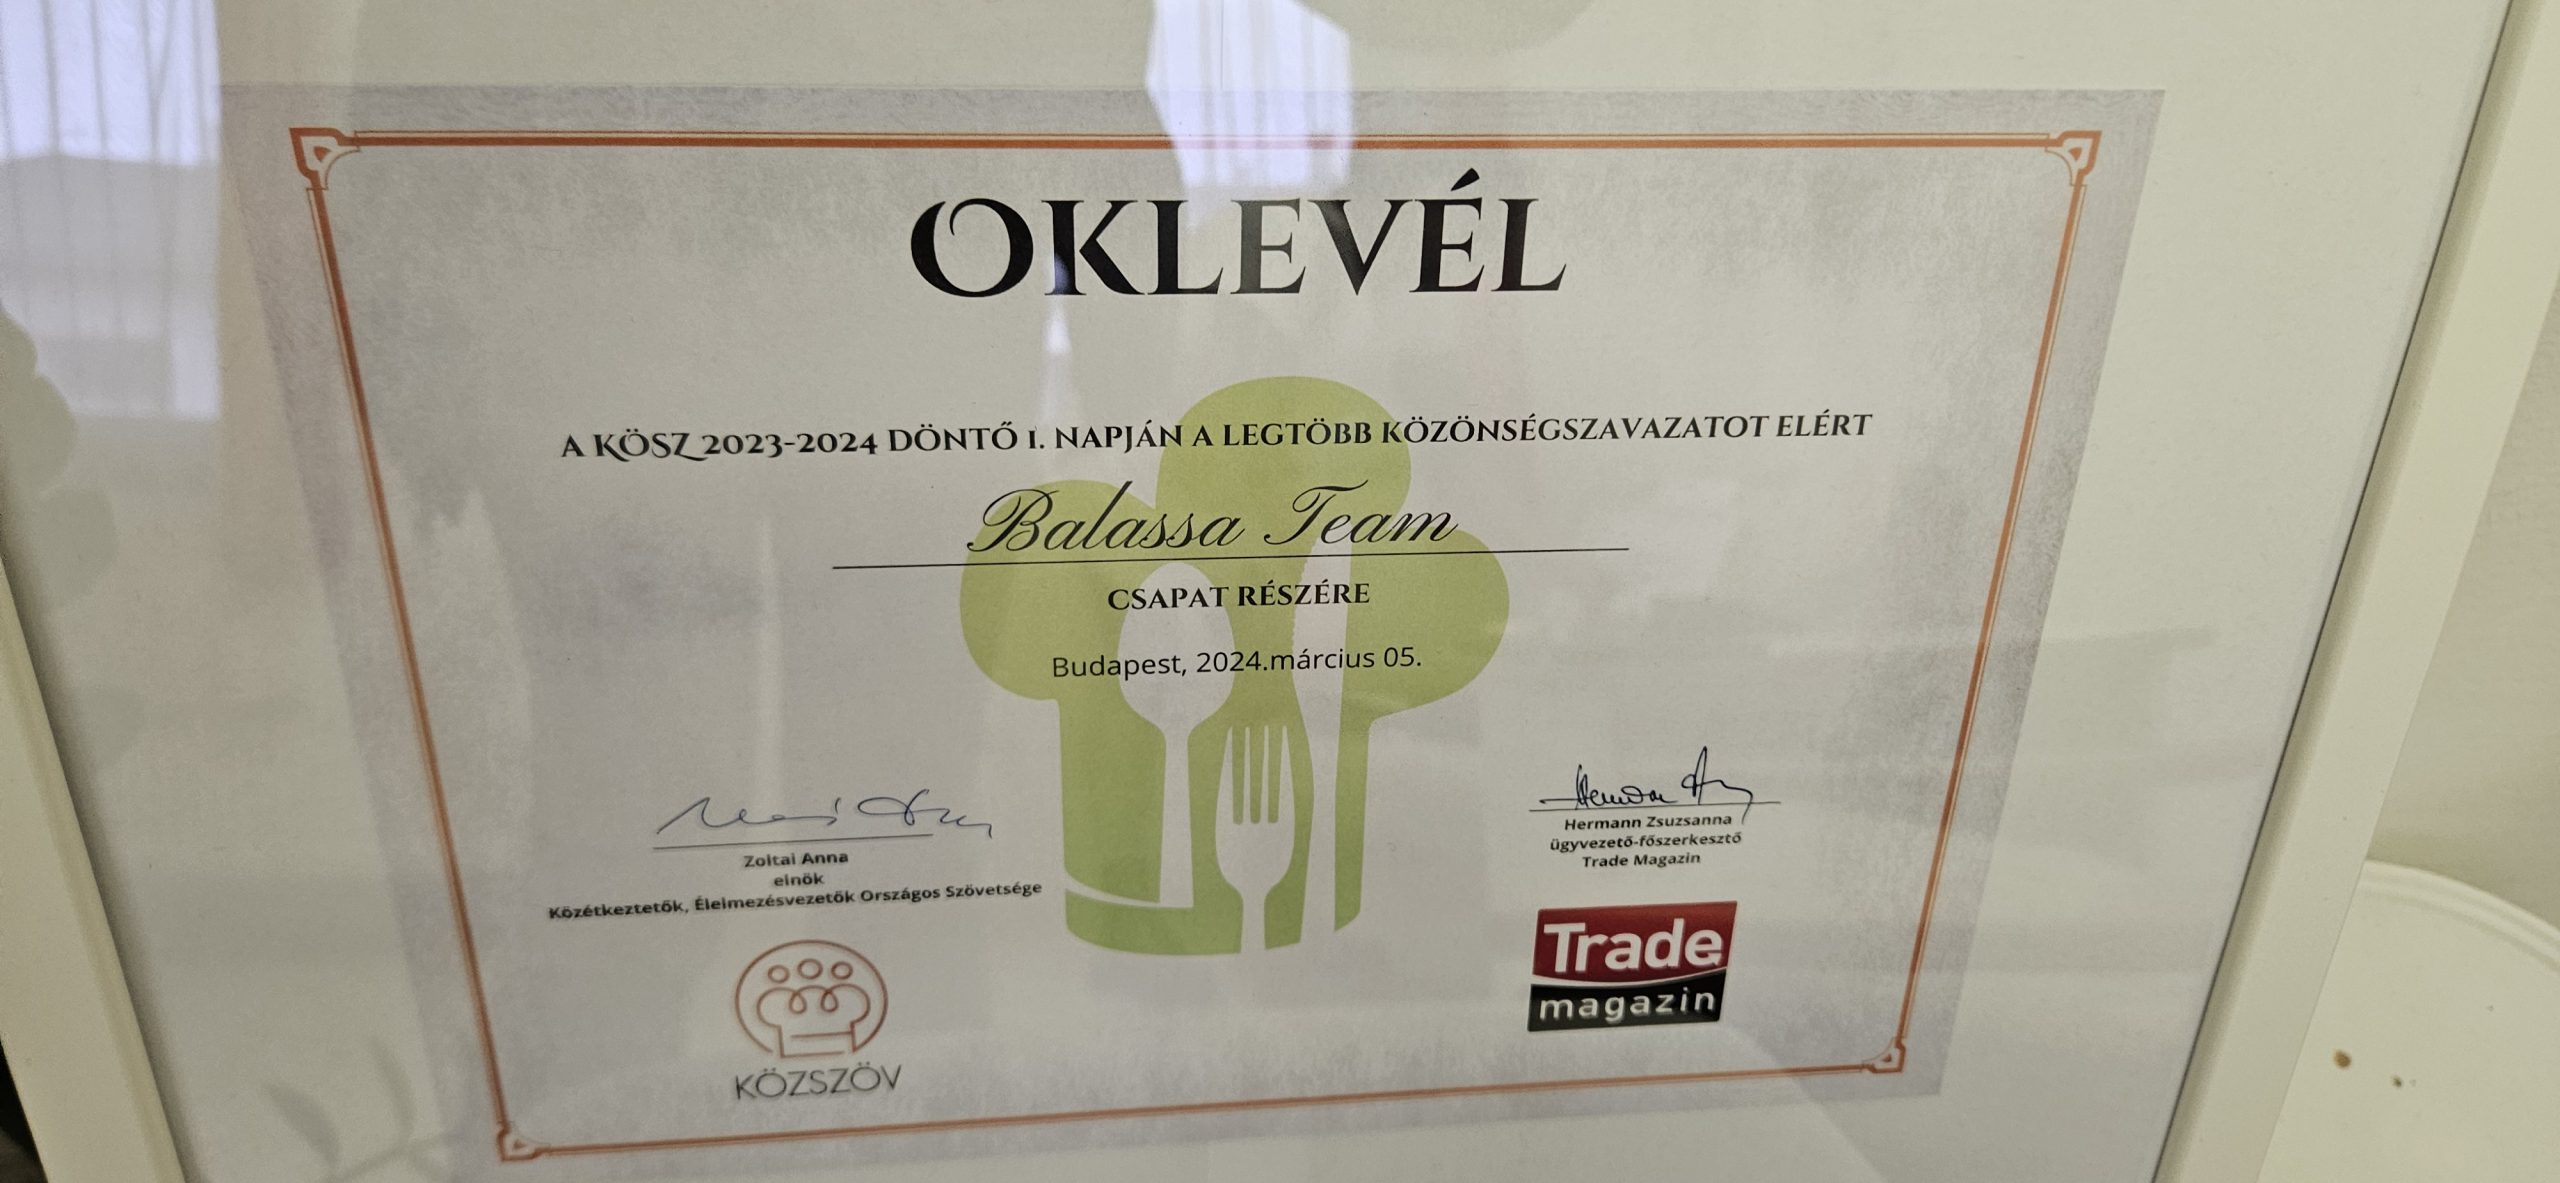 OKLEVÉL
A KÖSZ 2023-2024 DÖNTŐ 1. NAPJÁN A LEGTÖBB KÖZÖNSÉGSZAVAZATOT ELÉRT
Balassa Team
CSAPAT RÉSZÉRE
Budapest, 2024.március 05.
Zoltai Anna
elnök
Közétkeztetők, Élelmezésvezetők Országos Szövetsége
KÖZSZÖV
Hermann Zsuzsanna
ügyvezető-főszerkesztő
Trade Magazin
Trade
magazin